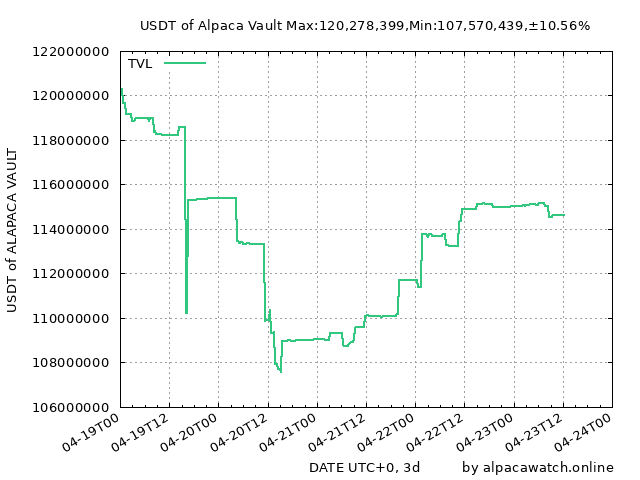 USDT of Alpaca Vault Max:120,278,399,Min:107,570,439,±10.56%
TVL
USDT of ALAPACA VAULT
122000000
120000000
118000000
116000000
114000000
112000000
110000000
108000000
106000000
04-19T00
04-19T12
04-20T00
04-20T12
04-21T00
04-21T12
04-22T00
04-22T12
04-23T00
04-23T12
04-24T00
DATE UTC+0, 3d
by alpacawatch.online